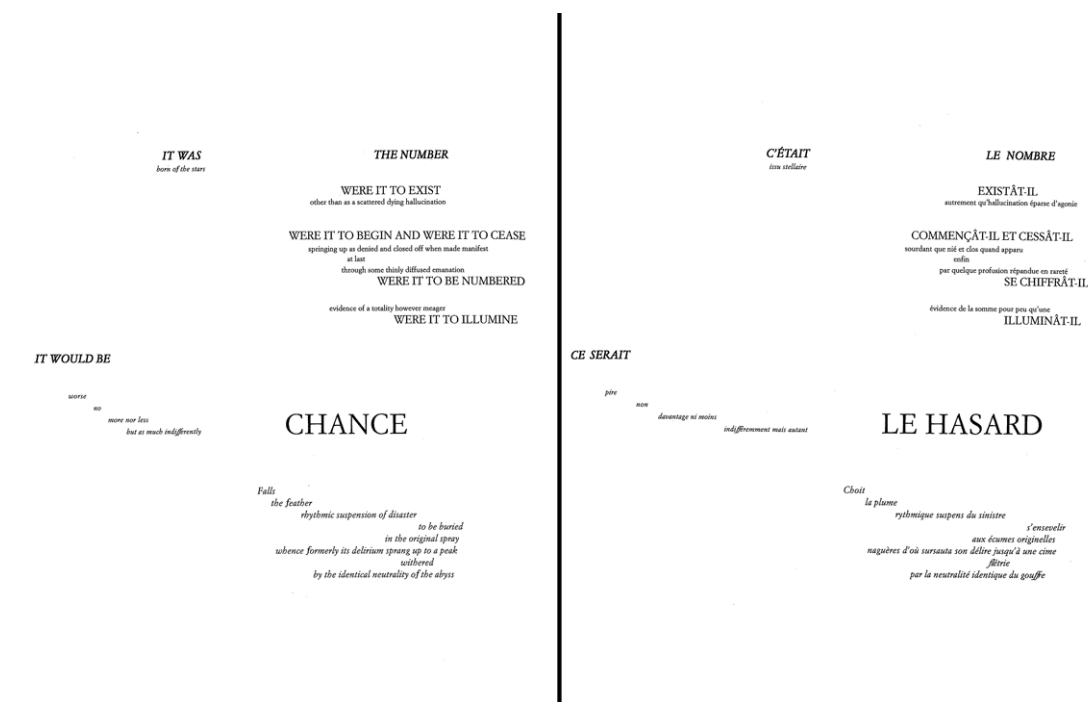 IT WAS THE NUMBER
born of the stars
WERE IT TO EXIST
other than as a scattered dying hallucination
WERE IT TO BEGIN AND WERE IT TO CEASE
springing up as denied and closed off when made manifest
at last
through some thinly diffused emanation
WERE IT TO BE NUMBERED
evidence of a totality however meager
WERE IT TO ILLUMINE
IT WOULD BE
worse
no
more nor less
but as much indifferently
CHANCE
Falls
the feather
rhythmic suspension of disaster
to be buried
in the original spray
whence formerly its delirium sprang up to a peak
withered
by the identical neutrality of the abyss
C'ÉTAIT LE NOMBRE
issu stellaire
EXISTÂT-IL
autrement qu'hallucination éparse d'agonie
COMMENÇÂT-IL ET CESSÂT-IL
sourdant que nié et clos quand apparu
enfin
par quelque profusion répandue en rareté
SE CHIFFRÂT-IL
évidence de la somme pour peu qu'une
ILLUMINÂT-IL
CE SERAIT
pire
non
davantage ni moins
indifféremment mais autant
LE HASARD
Choit
la plume
rythmique suspens du sinistre
s'ensevelir
aux écumes originelles
naguères d'où sursauta son délire jusqu'à une cime
flétrie
par la neutralité identique du gouffre